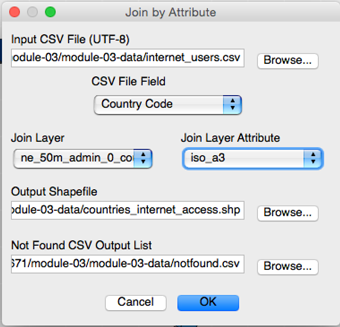 Join by Attribute
Input CSV File (UTF-8)
odule-03/module-03-data/internet_users.csv
Browse...
CSV File Field
Country Code
Join Layer
Join Layer Attribute
ne_50m_admin_0_co
iso_a3
Output Shapefile
odule-03-data/countries_internet_access.shp
Browse...
Not Found CSV Output List
671/module-03/module-03-data/notfound.csv
Browse...
Cancel
OK